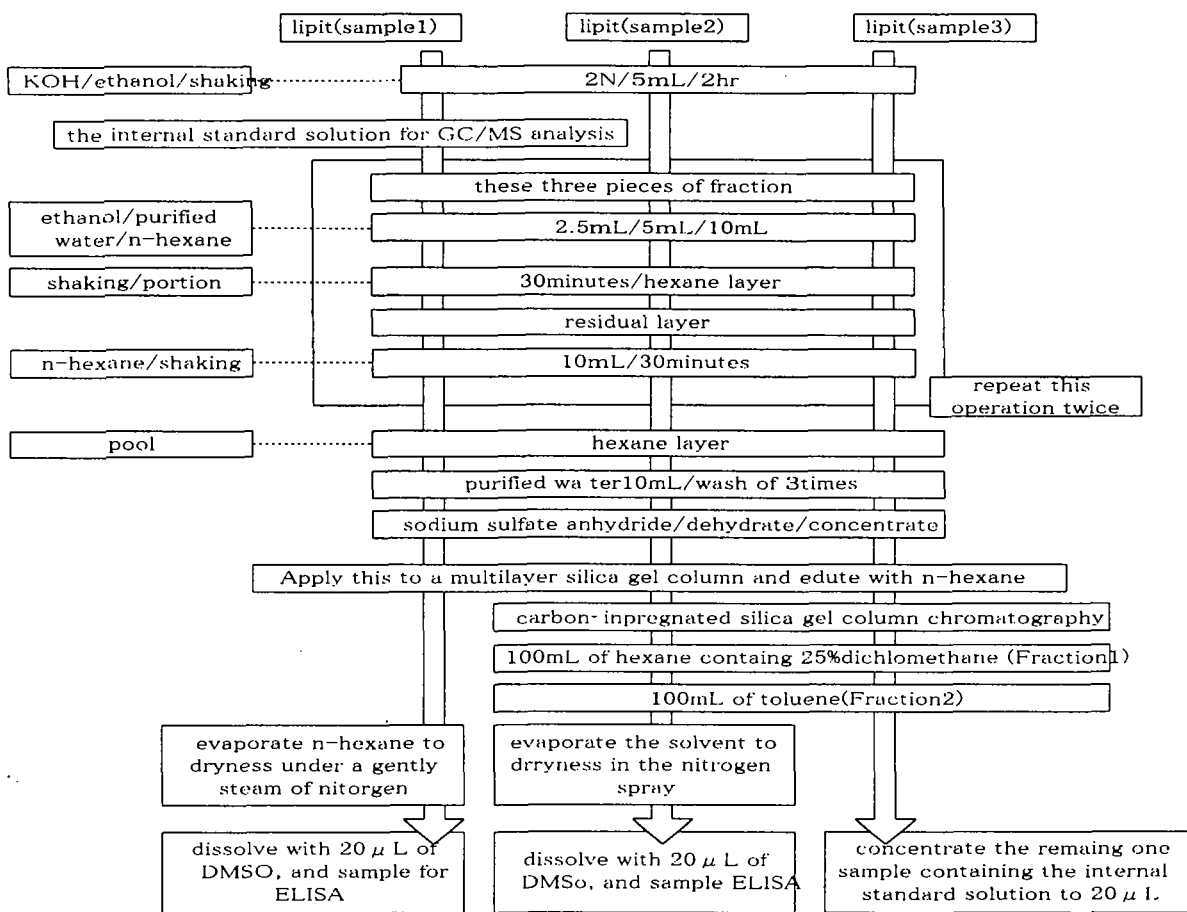 lipit(sample1) lipit(sample2) lipit(sample3)
KOH/ethanol/shaking 2N/5mL/2hr
the internal standard solution for GC/MS analysis
these three pieces of fraction
ethanol/purified
water/n-hexane
2.5mL/5mL/10mL
shaking/portion 30minutes/hexane layer
residual layer
n-hexane/shaking 10mL/30minutes
repeat this
operation twice
pool hexane layer
purified wa ter10mL/wash of 3times
sodium sulfate anhydride/dehydrate/concentrate
Apply this to a multilayer silica gel column and edute with n-hexane
carbon-inpregnated silica gel column chromatography
100mL of hexane containg 25%dichlomethane (Fraction1)
100mL of toluene(Fraction2)
evaporate n-hexane to
dryness under a gently
steam of nitorgen
evaporate the solvent to
drryness in the nitrogen
spray
dissolve with 20 μ L of
DMSO, and sample for
ELISA
dissolve with 20 μ L of
DMSo, and sample ELISA
concentrate the remaing one
sample containing the internal
standard solution to 20 μ L